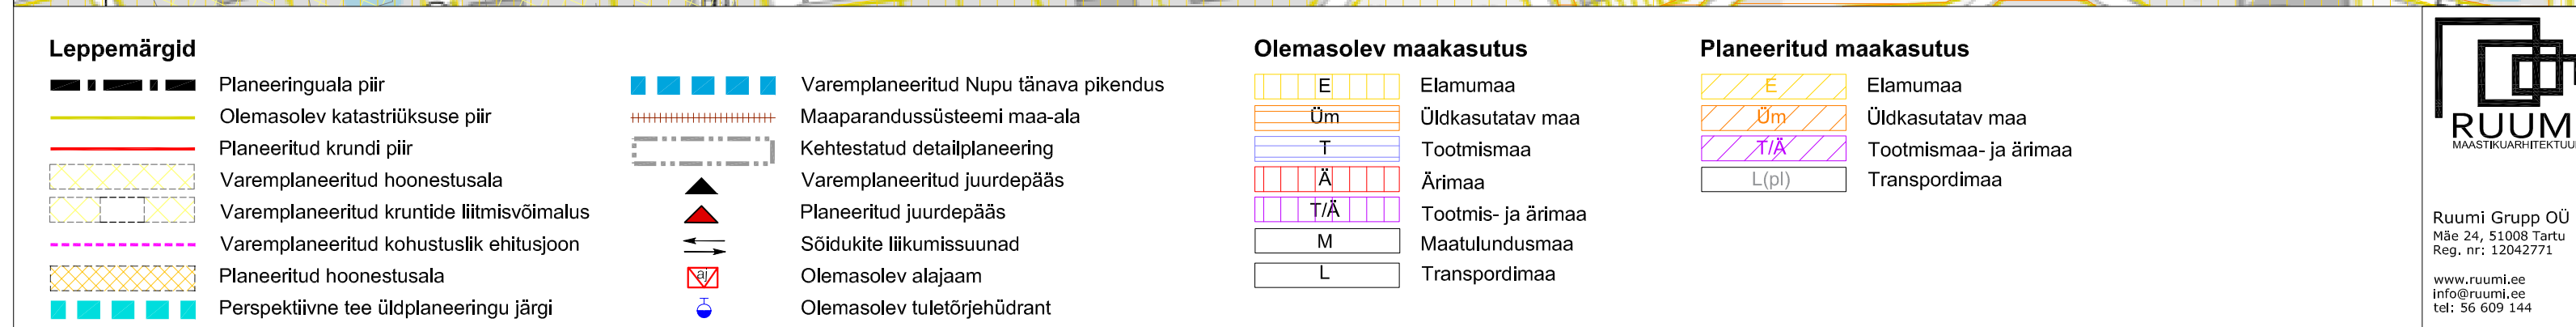 Leppemärgid
Planeeringuala piir
Olemasolev katastriüksuse piir
Planeeritud krundi piir
Varemplaneeritud hoonestusala
Varemplaneeritud kruntide liitmisvõimalus
Varemplaneeritud kohustuslik ehitusjoon
Planeeritud hoonestusala
Perspektiivne tee üldplaneeringu järgi
Varemplaneeritud Nupu tänava pikendus
Maaparandussüsteemi maa-ala
Kehtestatud detailplaneering
Varemplaneeritud juurdepääs
Planeeritud juurdepääs
Sõidukite liikumissuunad
aj Olemasolev alajaam
Olemasolev tuletõrjehüdrant
Olemasolev maakasutus
E Elamumaa
Üm Üldkasutatav maa
T Tootmismaa
Ä Ärimaa
T/Ä Tootmis- ja ärimaa
M Maatulundusmaa
L Transpordimaa
Planeeritud maakasutus
E Elamumaa
Üm Üldkasutatav maa
T/Ä Tootmismaa- ja ärimaa
L(pl) Transpordimaa
RUUM
Ruumi Grupp OÜ
Mäe 24, 51008 Tartu
Reg. nr: 12042771
www.ruumi.ee
info@ruumi.ee
tel: 56 609 144